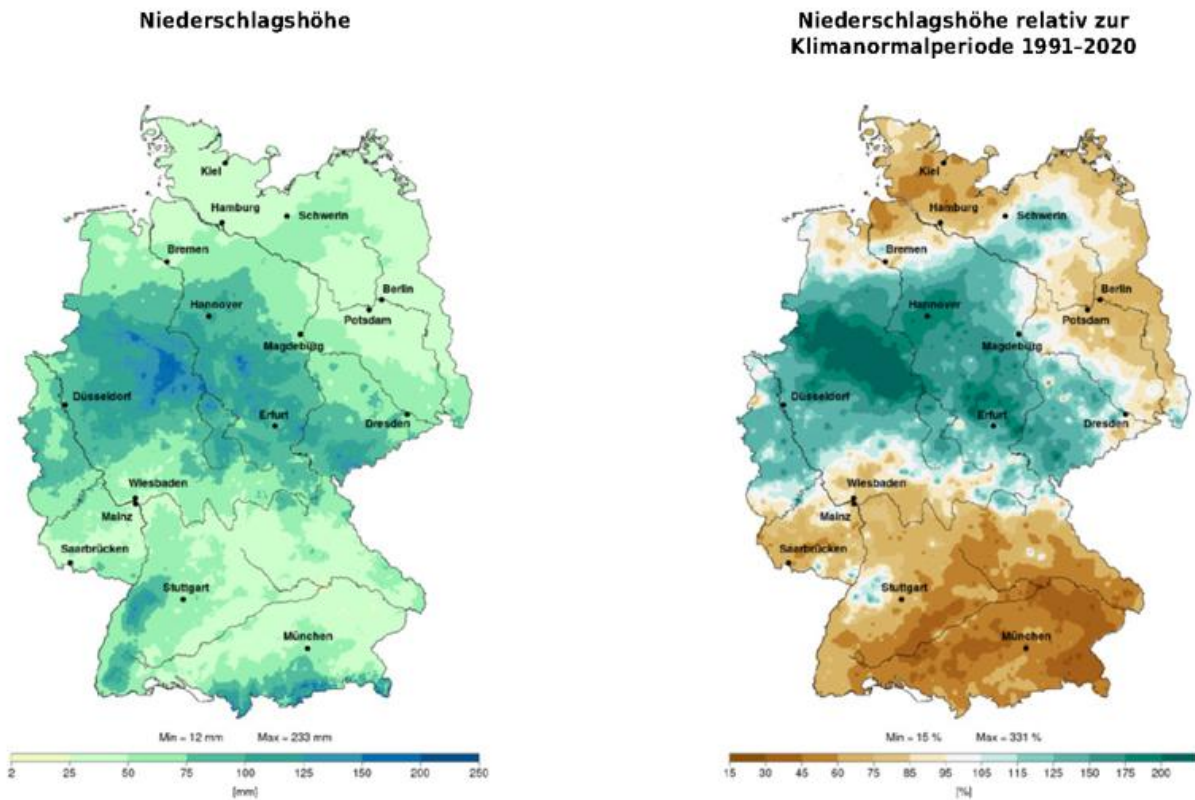 Niederschlagshöhe
Kiel
Hamburg
Schwerin
Bremen
Berlin
Hannover
Potsdam
Magdeburg
Düsseldorf
Erfurt
Dresden
Wiesbaden
Mainz
Saarbrücken
Stuttgart
München
Min = 12 mm Max = 233 mm
2 25 50 75 100 125 150 200 250
[mm]
Niederschlagshöhe relativ zur
Klimanormalperiode 1991–2020
Kiel
Hamburg
Schwerin
Bremen
Berlin
Hannover
Potsdam
Magdeburg
Düsseldorf
Erfurt
Dresden
Wiesbaden
Mainz
Saarbrücken
Stuttgart
München
Min = 15 % Max = 331 %
15 30 45 75 85 95 105 115 125 150 175 200
[%]